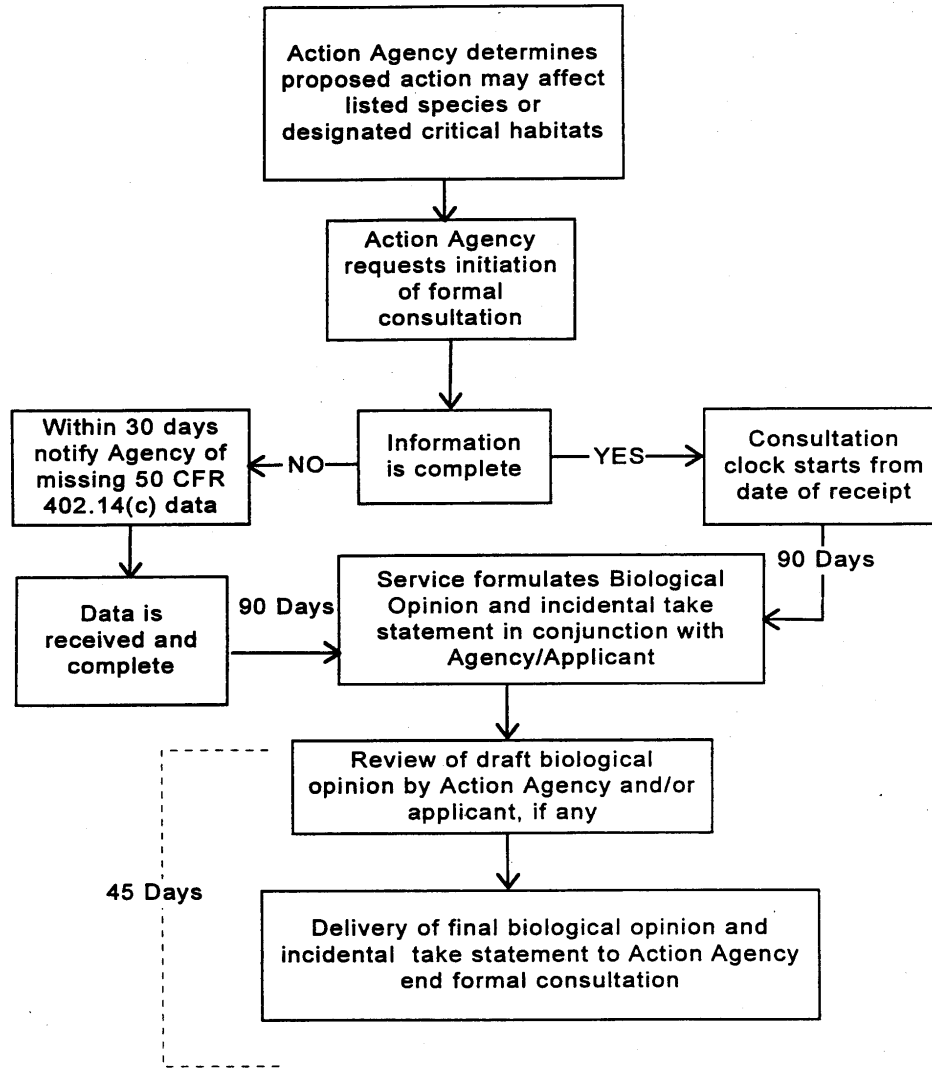 Action Agency determines
proposed action may affect
listed species or
designated critical habitats
Action Agency
requests initiation
of formal
consultation
Within 30 days
notify Agency of
missing 50 CFR
402.14(c) data
NO
Information
is complete
YES
Consultation
clock starts from
date of receipt
90 Days
Data is
received and
complete
90 Days
Service formulates Biological
Opinion and incidental take
statement in conjunction with
Agency/Applicant
Review of draft biological
opinion by Action Agency and/or
applicant, if any
45 Days
Delivery of final biological opinion and
incidental take statement to Action Agency
end formal consultation